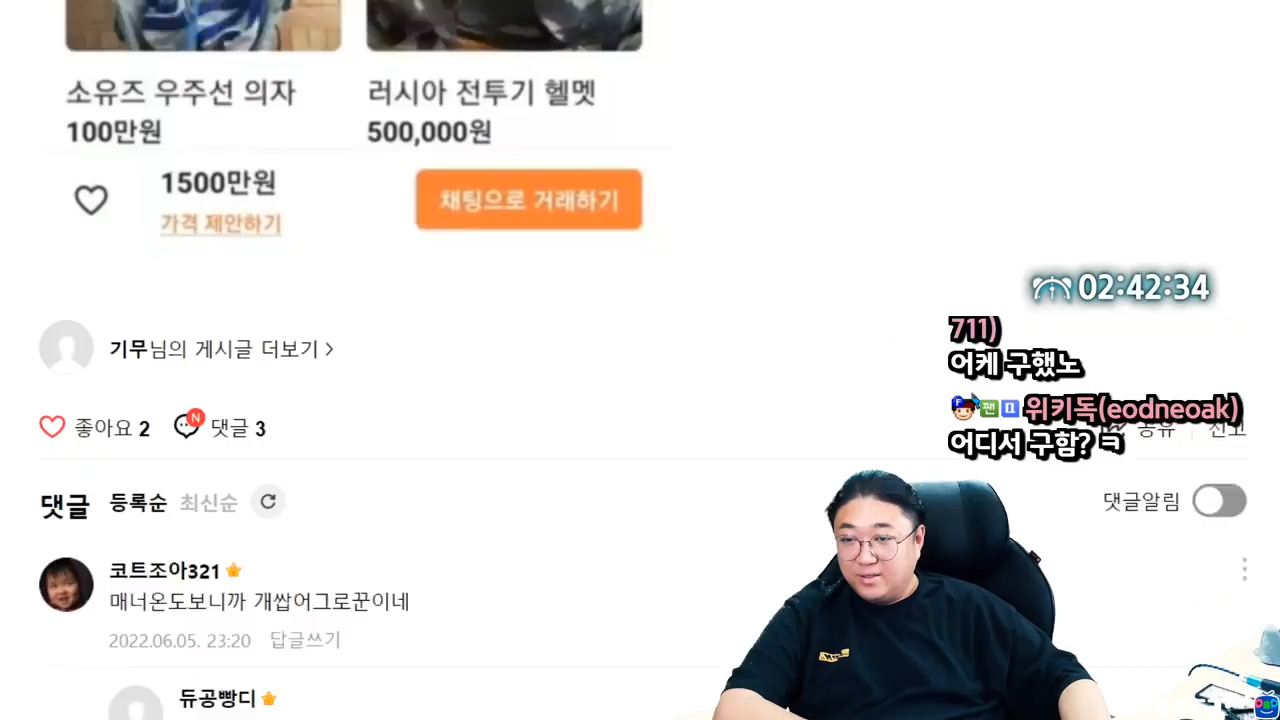 소유즈 우주선 의자
100만원
러시아 전투기 헬멧
500,000원
1500만원
가격 제안하기
채팅으로 거래하기
02:42:34
711)
어케 구했노
팬 위키독(eodneoak)
어디서 구함? ㅋ
기무님의 게시글 더보기 >
좋아요 2
N
댓글 3
공유
신고
댓글 등록순 최신순
댓글알림
코트조아321
매너온도보니까 개쌉어그로꾼이네
2022.06.05. 23:20 답글쓰기
듀공빵디